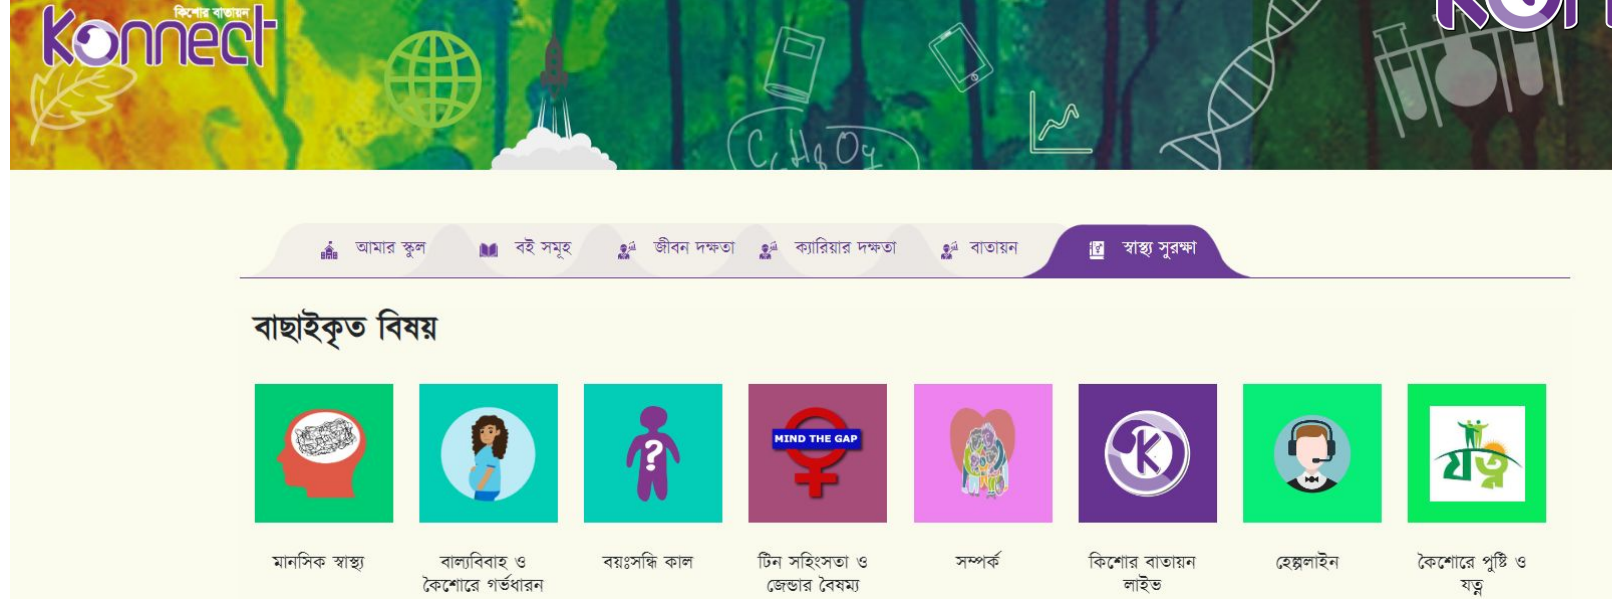 কিশোর বাতায়ন
Konnect
C₆H₈O₄
আমার স্কুল
বই সমূহ
জীবন দক্ষতা
ক্যারিয়ার দক্ষতা
বাতায়ন
স্বাস্থ্য সুরক্ষা
বাছাইকৃত বিষয়
MIND THE GAP
K
যত্ন
মানসিক স্বাস্থ্য
বাল্যবিবাহ ও
কৈশোরে গর্ভধারন
বয়ঃসন্ধি কাল
টিন সহিংসতা ও
জেন্ডার বৈষম্য
সম্পর্ক
কিশোর বাতায়ন
লাইভ
হেল্পলাইন
কৈশোরে পুষ্টি ও
যত্ন